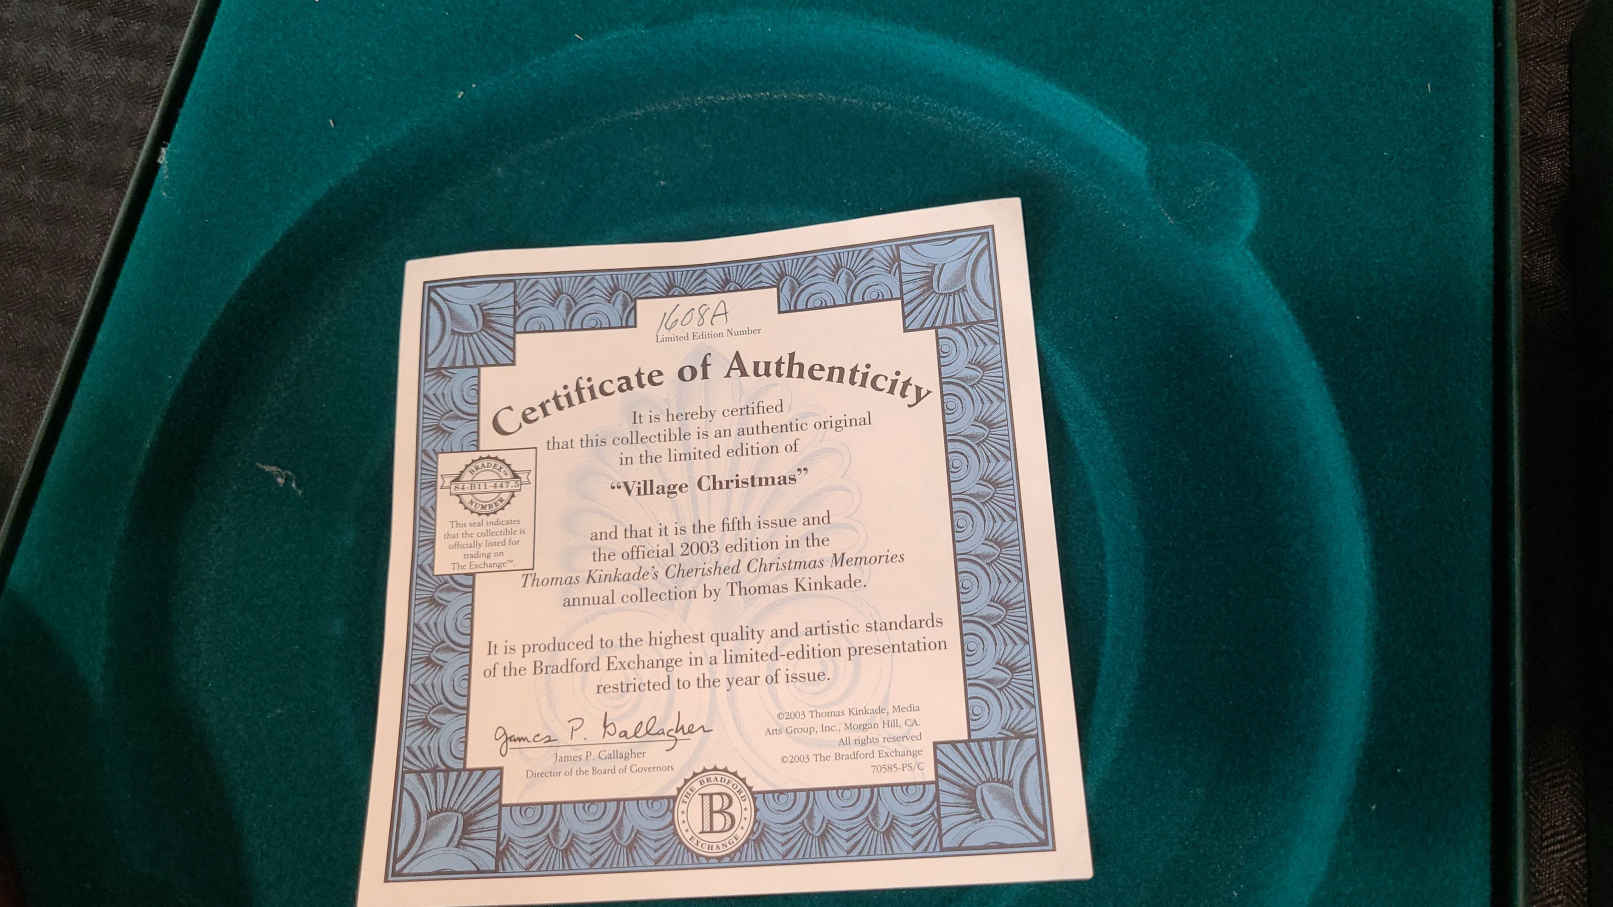 1608A
Limited Edition Number
Certificate of Authenticity
It is hereby certified
that this collectible is an authentic original
in the limited edition of
“Village Christmas”
and that it is the fifth issue and
the official 2003 edition in the
Thomas Kinkade's Cherished Christmas Memories
annual collection by Thomas Kinkade.
It is produced to the highest quality and artistic standards
of the Bradford Exchange in a limited-edition presentation
restricted to the year of issue.
BRADEX™
84-B11-447.5
NUMBER
This seal indicates
that the collectible is
officially listed for
trading on
The Exchange™.
James P. Gallagher
James P. Gallagher
Director of the Board of Governors
©2003 Thomas Kinkade, Media
Arts Group, Inc., Morgan Hill, CA.
All rights reserved
©2003 The Bradford Exchange
70585-PS/C
THE BRADFORD
B
EXCHANGE